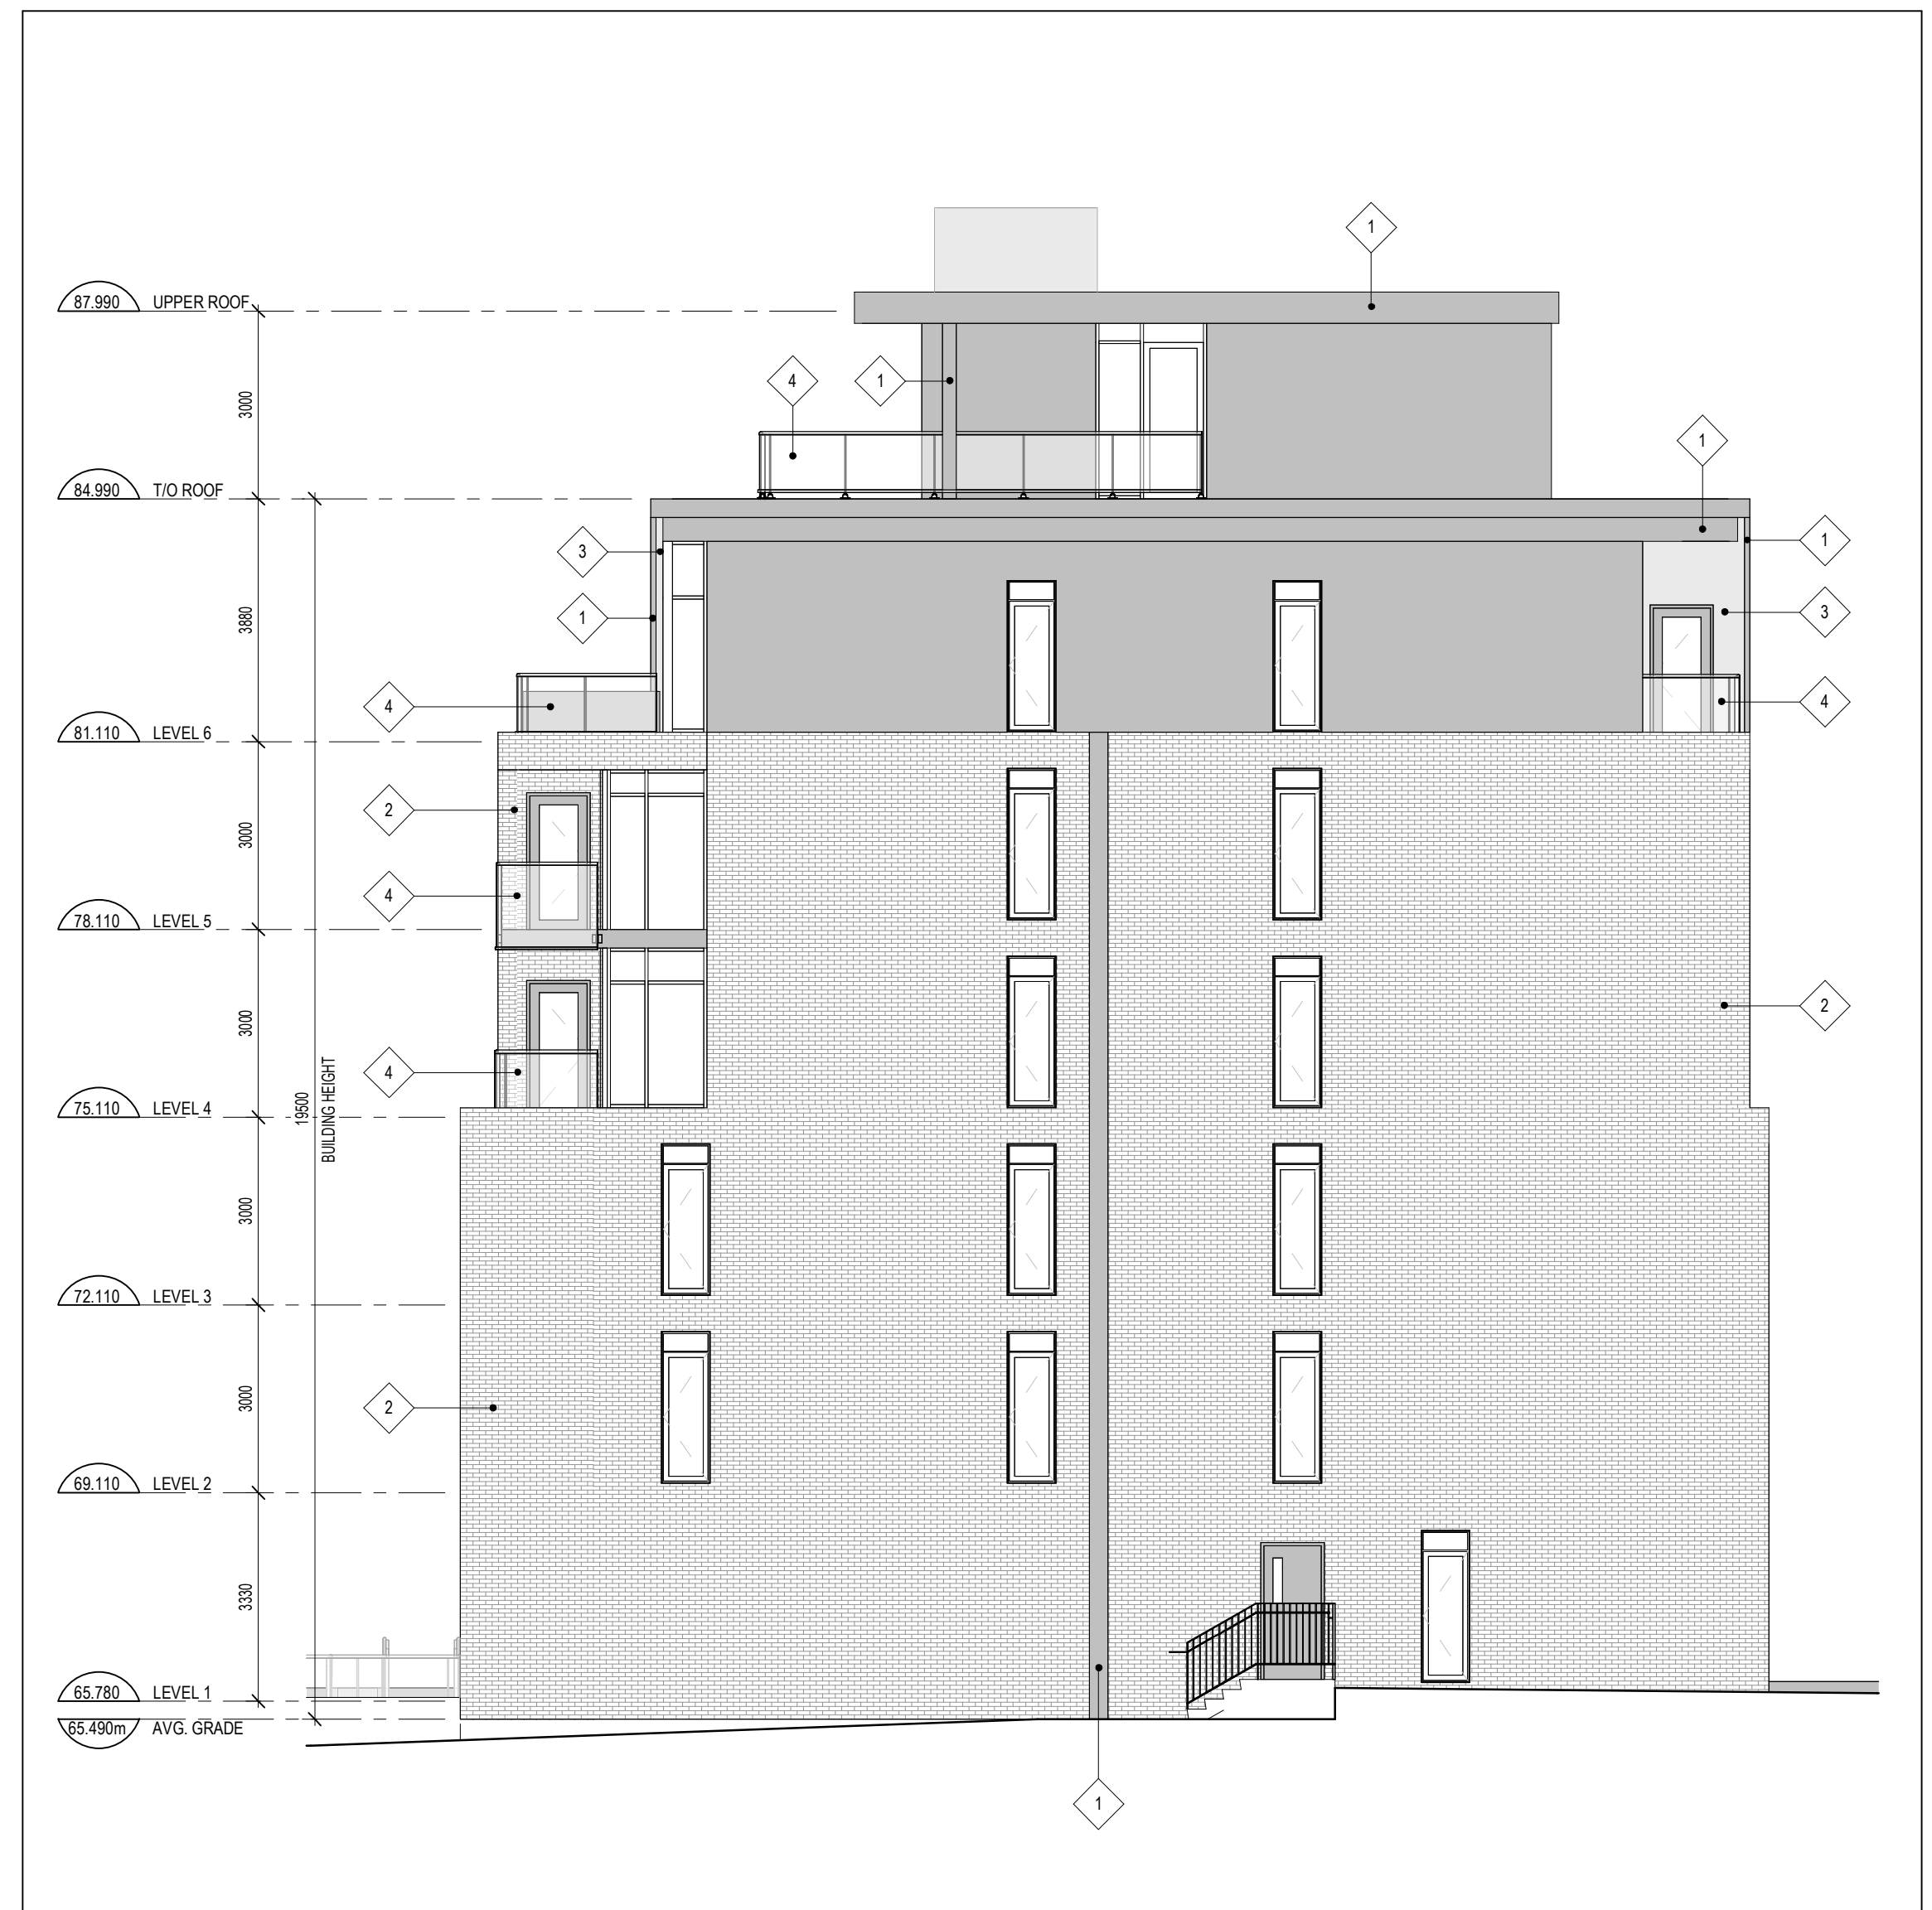 1
87.990 UPPER ROOF
3000
4
1
1
84.990 T/O ROOF
3
1
1
3880
3
4
4
81.110 LEVEL 6
2
3000
4
78.110 LEVEL 5
3000
2
4
75.110 LEVEL 4
19500
BUILDING HEIGHT
3000
72.110 LEVEL 3
3000
2
69.110 LEVEL 2
3330
65.780 LEVEL 1
65.490m AVG. GRADE
1